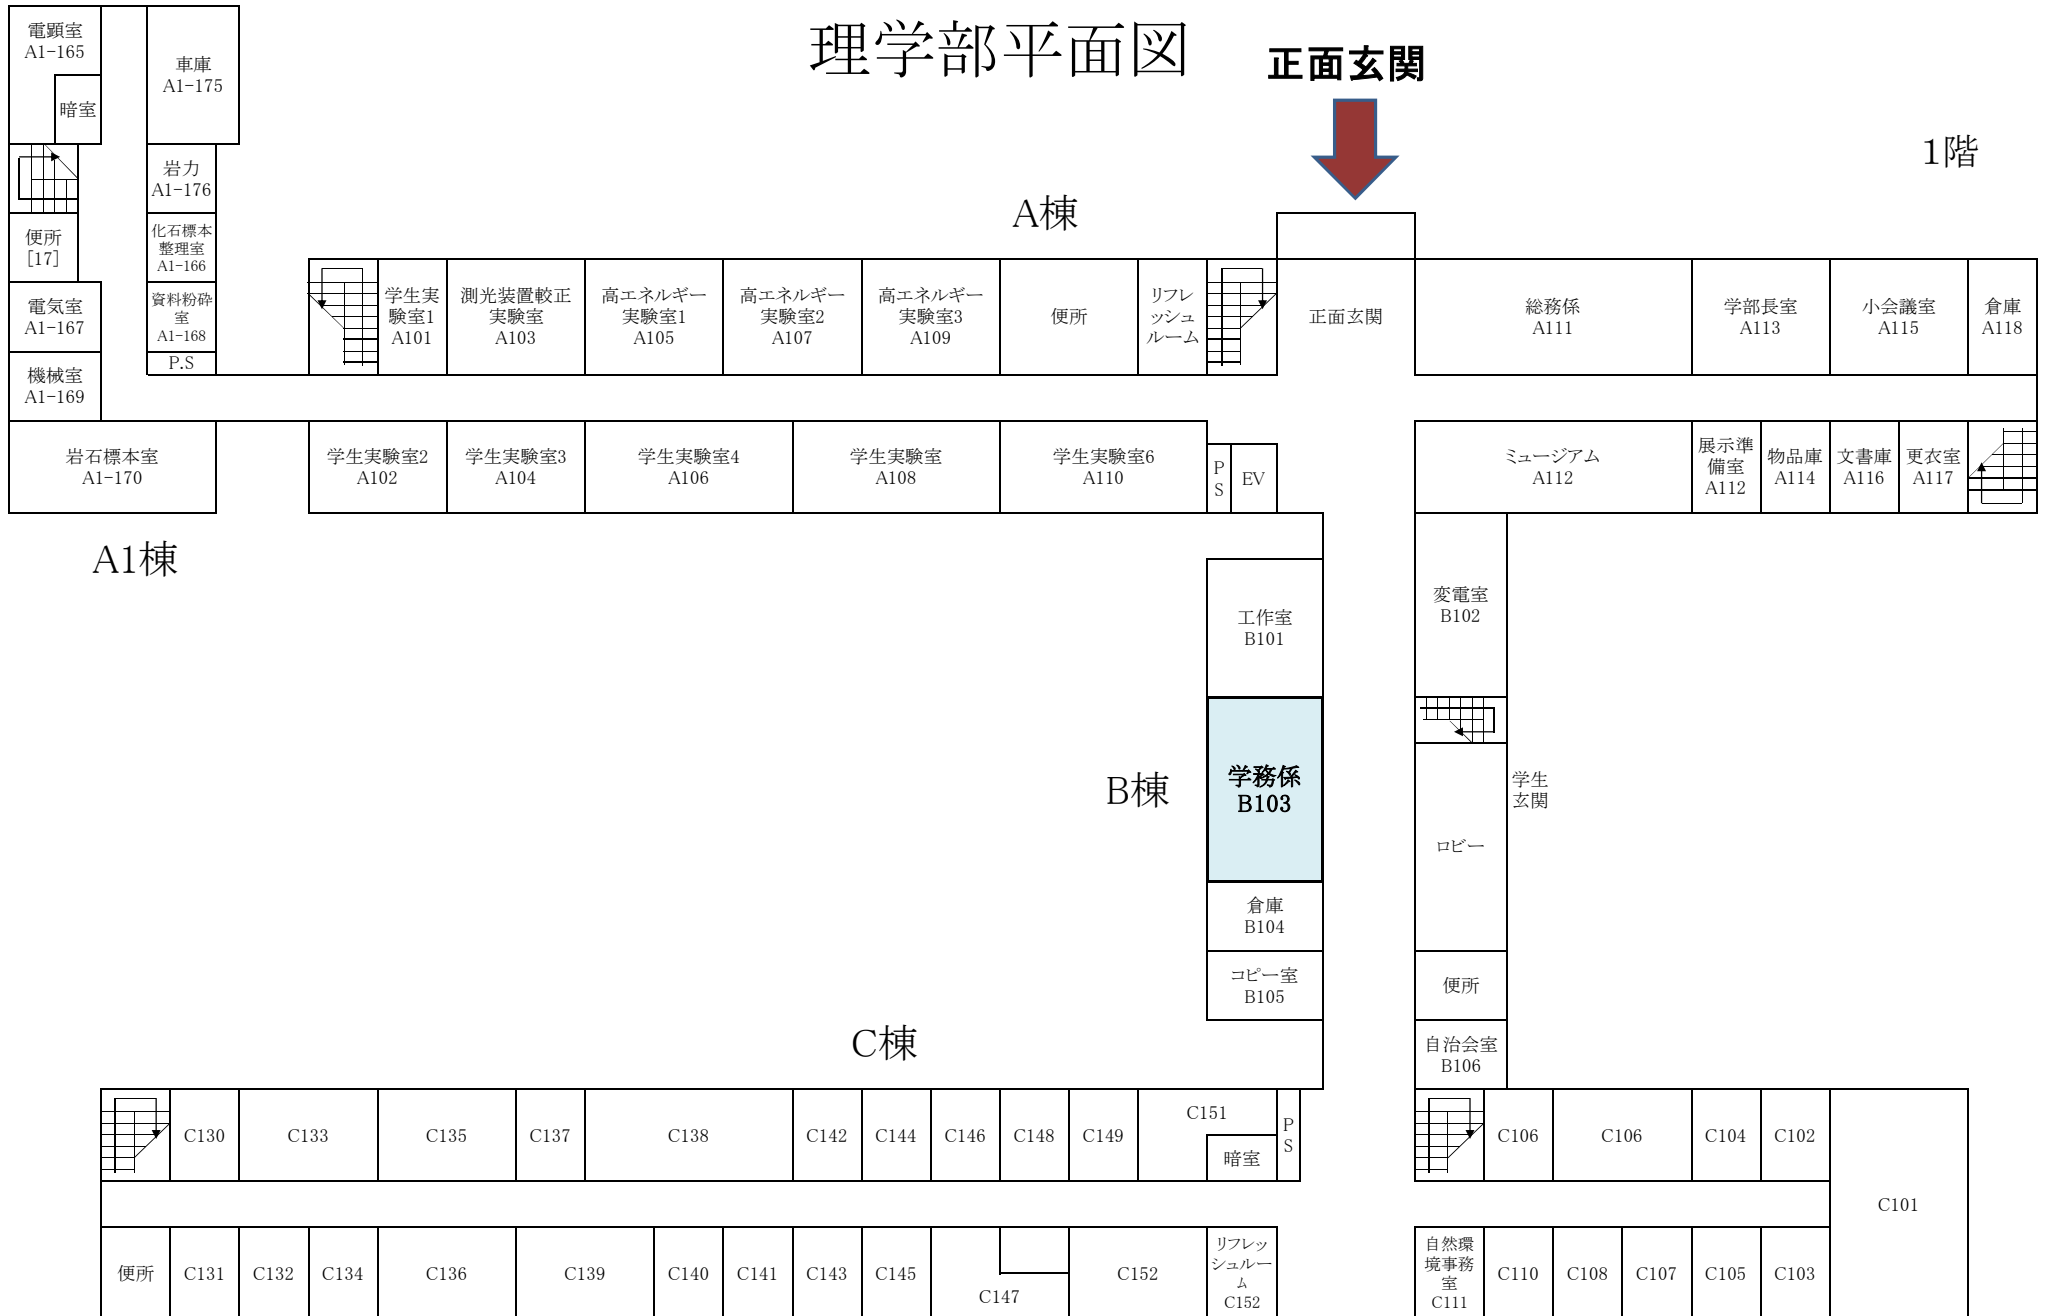 理学部平面図
正面玄関
1階
電顕室
A1-165
暗室
車庫
A1-175
岩力
A1-176
便所
[17]
化石標本
整理室
A1-166
電気室
A1-167
資料粉砕
室
A1-168
P.S
機械室
A1-169
岩石標本室
A1-170
A1棟
A棟
学生実
験室1
A101
測光装置較正
実験室
A103
高エネルギー
実験室1
A105
高エネルギー
実験室2
A107
高エネルギー
実験室3
A109
便所
リフレ
ッシュ
ルーム
正面玄関
総務係
A111
学部長室
A113
小会議室
A115
倉庫
A118
学生実験室2
A102
学生実験室3
A104
学生実験室4
A106
学生実験室
A108
学生実験室6
A110
P
S
EV
ミュージアム
A112
展示準
備室
A112
物品庫
A114
文書庫
A116
更衣室
A117
工作室
B101
変電室
B102
B棟
学務係
B103
学生
玄関
ロビー
倉庫
B104
コピー室
B105
便所
自治会室
B106
C棟
C130
C133
C135
C137
C138
C142
C144
C146
C148
C149
C151
暗室
P
S
C106
C106
C104
C102
C101
便所
C131
C132
C134
C136
C139
C140
C141
C143
C145
C147
C152
リフレッ
シュルー
ム
C152
自然環
境事務
室
C111
C110
C108
C107
C105
C103